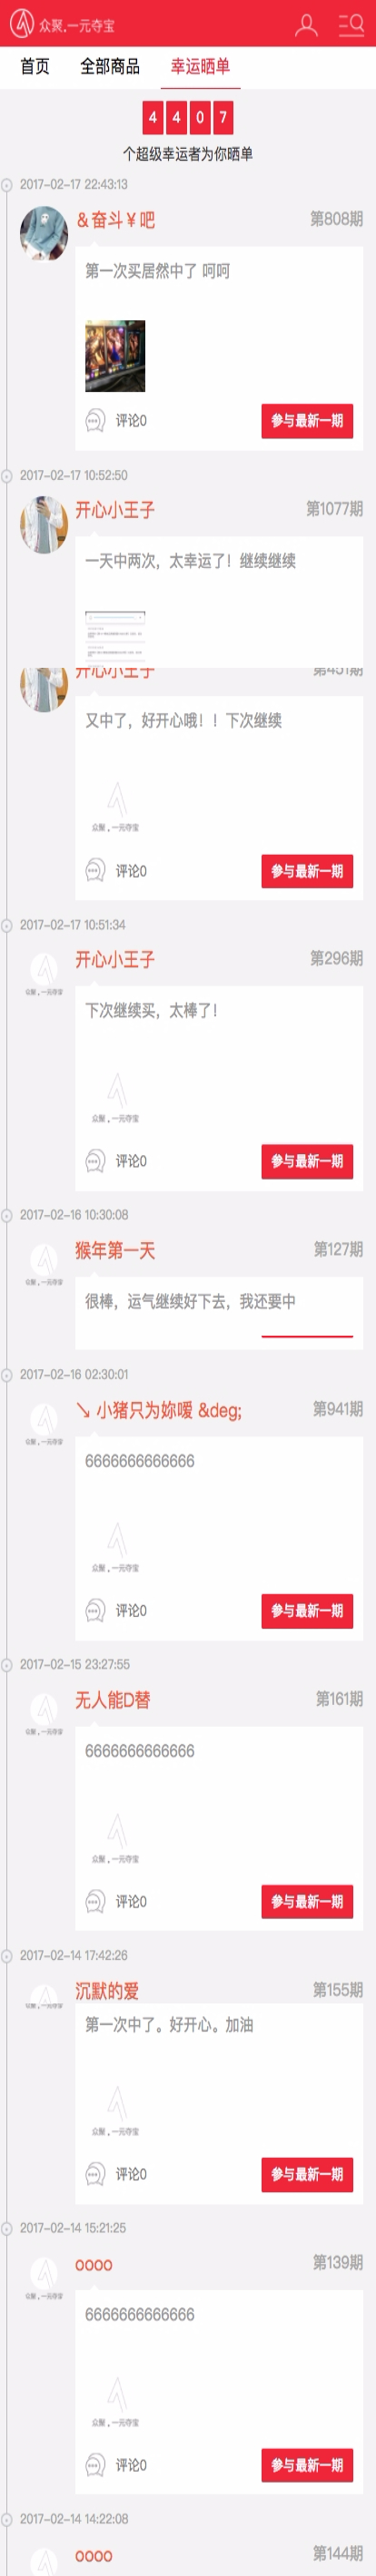 众聚.一元夺宝
首页 全部商品 幸运晒单
4 4 0 7
个超级幸运者为你晒单
2017-02-17 22:43:13
＆奋斗￥吧 第808期
第一次买居然中了 呵呵
评论0 参与最新一期
2017-02-17 10:52:50
开心小王子 第1077期
一天中两次，太幸运了！继续继续
开心小王子 第451期
又中了，好开心哦！！下次继续
众聚.一元夺宝
评论0 参与最新一期
2017-02-17 10:51:34
开心小王子 第296期
众聚.一元夺宝
下次继续买，太棒了！
众聚.一元夺宝
评论0 参与最新一期
2017-02-16 10:30:08
猴年第一天 第127期
众聚.一元夺宝
很棒，运气继续好下去，我还要中
2017-02-16 02:30:01
↘ 小猪只为妳嗳 &deg; 第941期
众聚.一元夺宝
6666666666666
众聚.一元夺宝
评论0 参与最新一期
2017-02-15 23:27:55
无人能D替 第161期
众聚.一元夺宝
6666666666666
众聚.一元夺宝
评论0 参与最新一期
2017-02-14 17:42:26
沉默的爱 第155期
众聚.一元夺宝
第一次中了。好开心。加油
众聚.一元夺宝
评论0 参与最新一期
2017-02-14 15:21:25
oooo 第139期
众聚.一元夺宝
6666666666666
众聚.一元夺宝
评论0 参与最新一期
2017-02-14 14:22:08
oooo 第144期